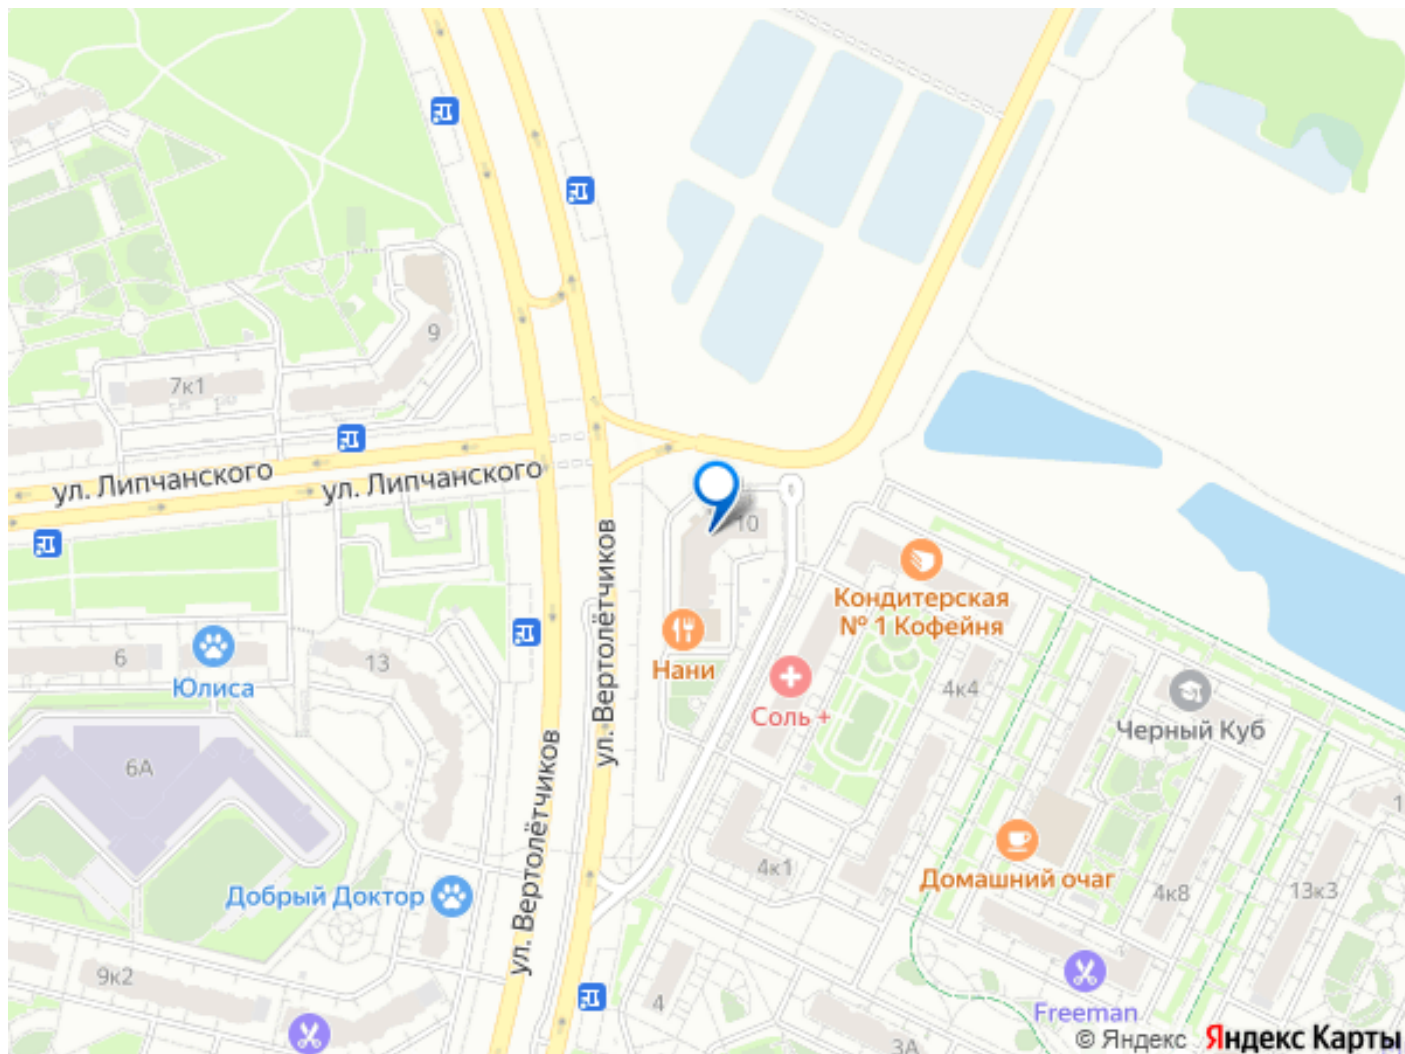 9
7к1
ул. Липчанского
ул. Липчанского
10
ул. Вертолётчиков
Кондитерская
№ 1 Кофейня
6
Юлиса
13
Нани
Соль +
4к4
Черный Куб
6А
ул. Вертолётчиков
4к1
Домашний очаг
4к8
13к3
Добрый Доктор
9к2
4
Freeman
3А
© Яндекс Яндекс Карты